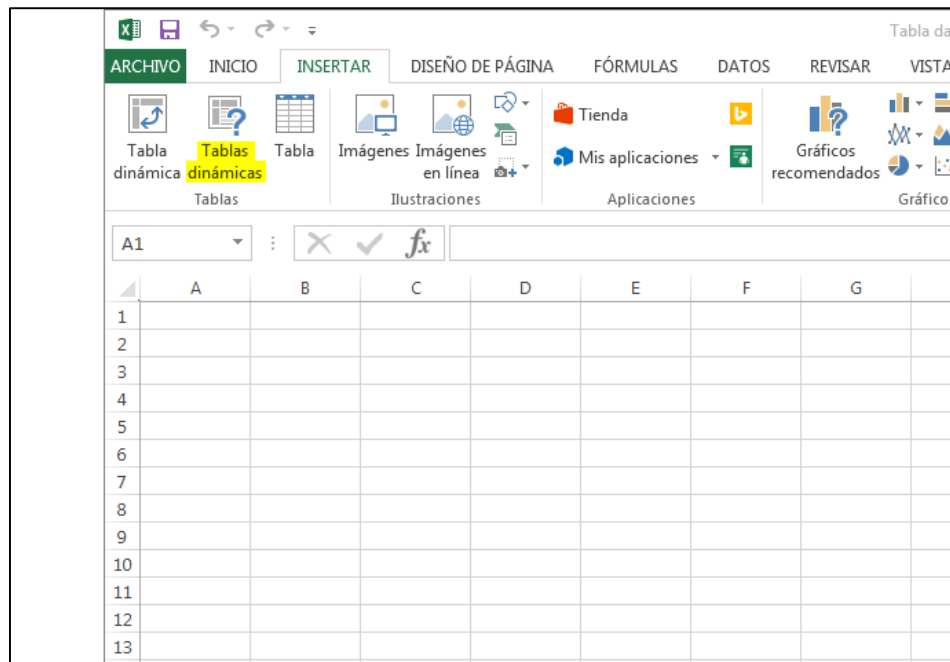 Tabla da
ARCHIVO INICIO INSERTAR DISEÑO DE PÁGINA FÓRMULAS DATOS REVISAR VISTA
Tabla dinámica
Tablas dinámicas
Tabla
Tablas
Imágenes
Imágenes en línea
Ilustraciones
Tienda
Mis aplicaciones
Aplicaciones
Gráficos recomendados
Gráfico
A1
fx
A B C D E F G
1
2
3
4
5
6
7
8
9
10
11
12
13